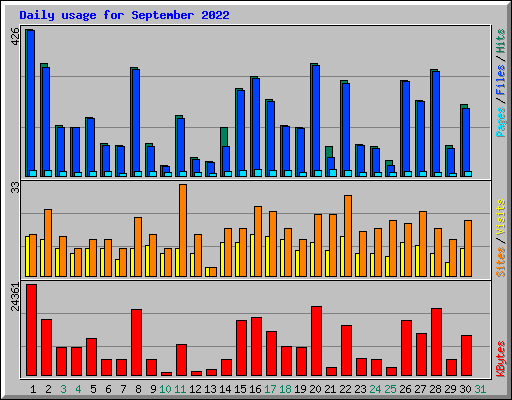 Daily usage for September 2022
426
Pages / Files / Hits
33
Sites / Visits
24361
KBytes
1 2 3 4 5 6 7 8 9 10 11 12 13 14 15 16 17 18 19 20 21 22 23 24 25 26 27 28 29 30 31